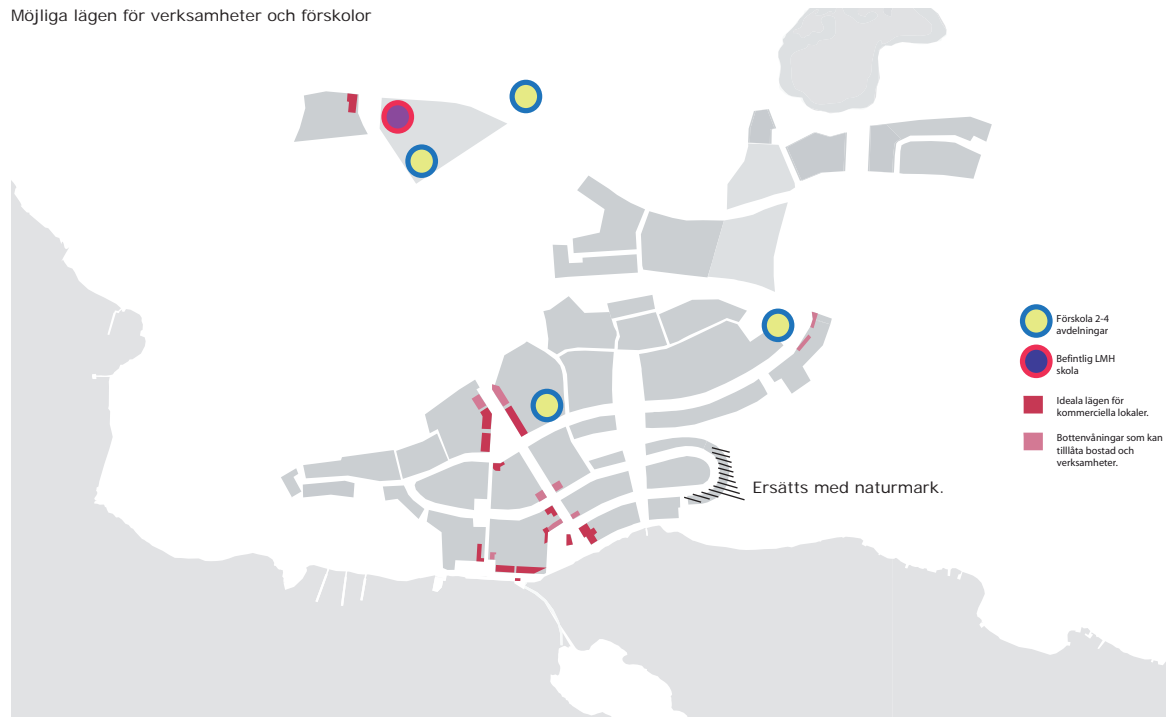 Möjliga lägen för verksamheter och förskolor
Förskola 2-4
avdelningar
Befintlig LMH
skola
Ideala lägen för
kommerciella lokaler.
Bottenvåningar som kan
tilllåta bostad och
verksamheter.
Ersätts med naturmark.